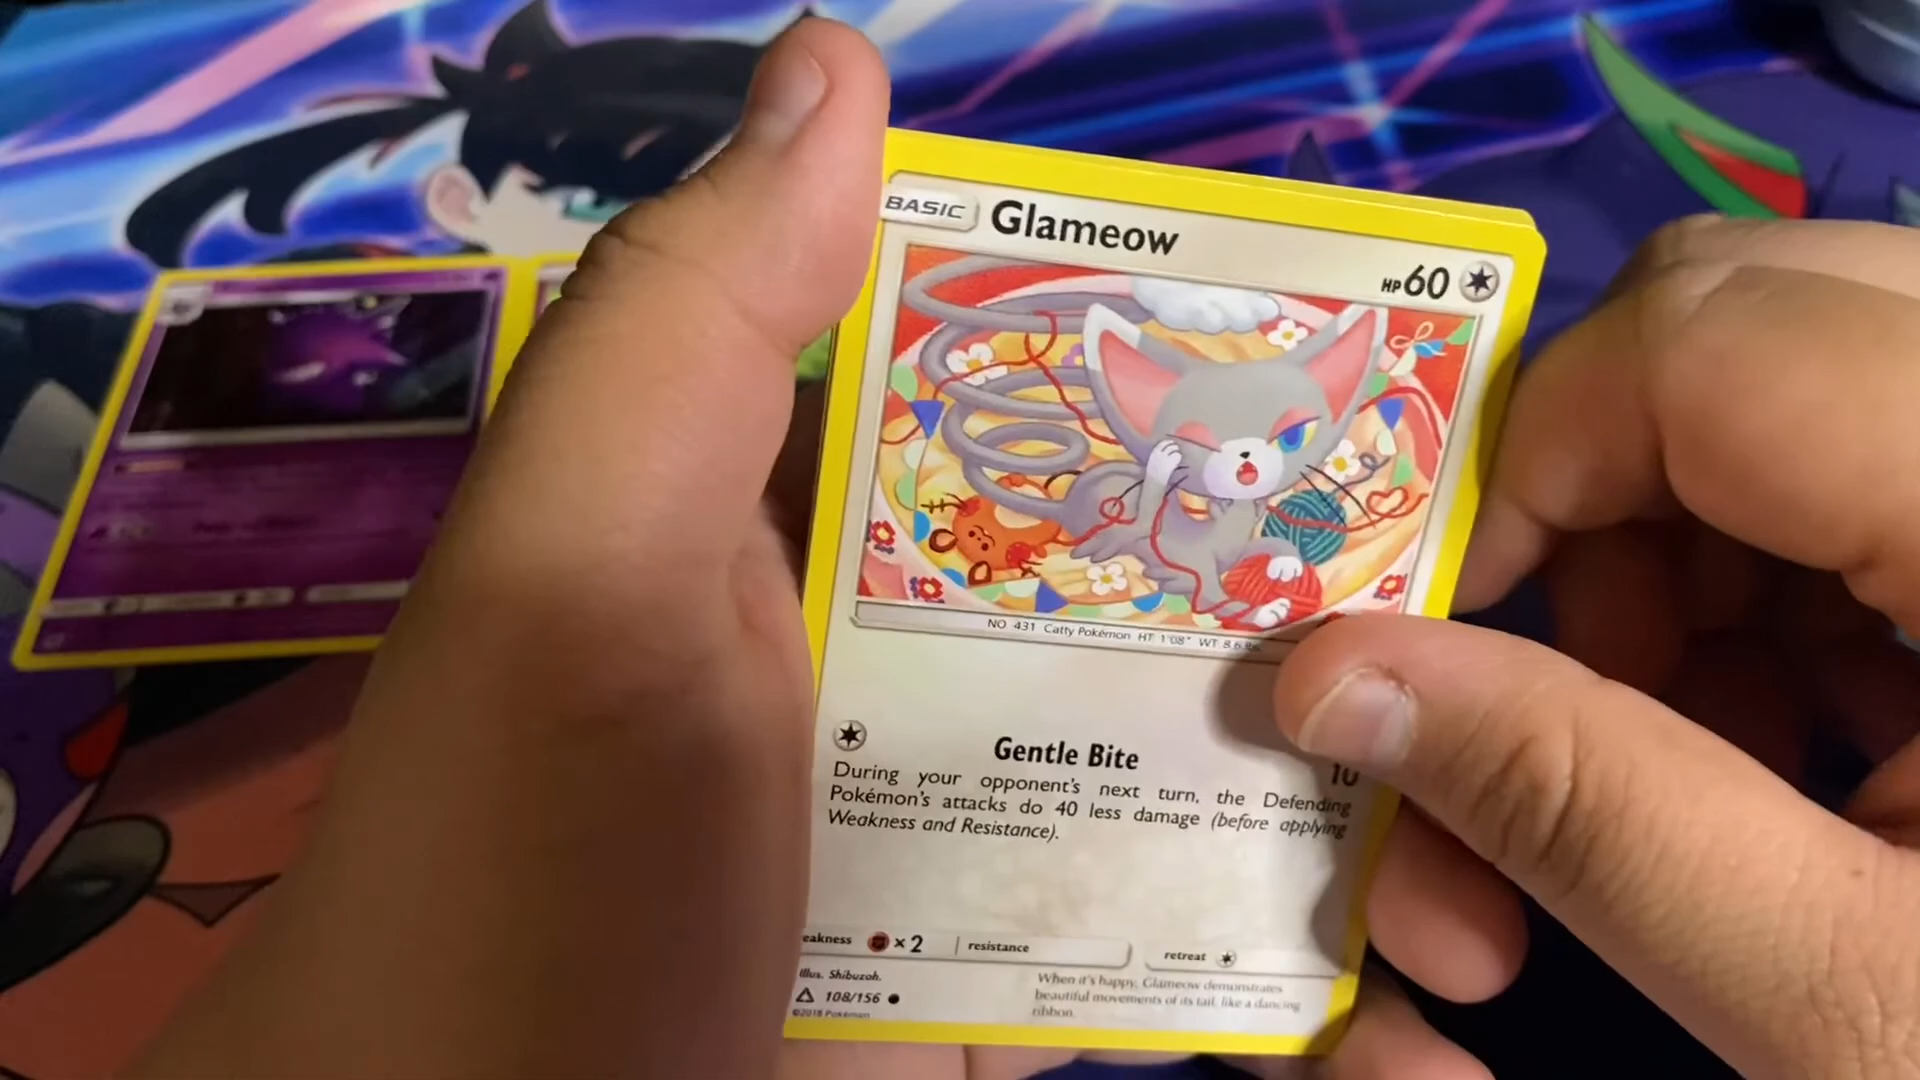 BASIC Glameow
HP 60
NO 431 Catty Pokémon HT 1'08" WT 8.6 lbs.
Gentle Bite 10
During your opponent's next turn, the Defending
Pokémon's attacks do 40 less damage (before applying
Weakness and Resistance).
eakness × 2 resistance
retreat
Illus. Shibuzoh.
108/156
©2018 Pokémon
When it's happy, Glameow demonstrates
beautiful movements of its tail, like a dancing
ribbon.